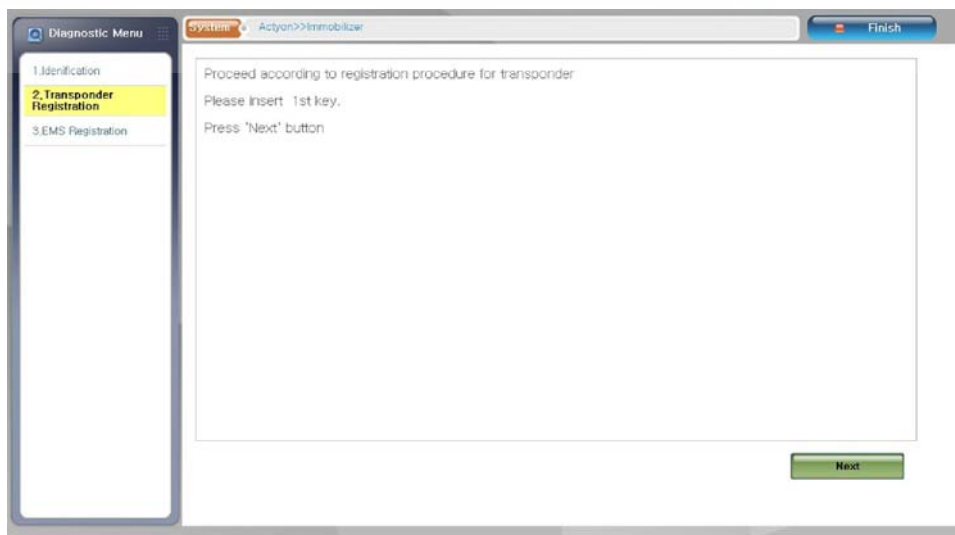 Diagnostic Menu
System
Actyon>>Immobilizer
Finish
1.Idenification
2.Transponder
Registration
3.EMS Registration
Proceed according to registration procedure for transponder
Please insert 1st key.
Press "Next" button
Next